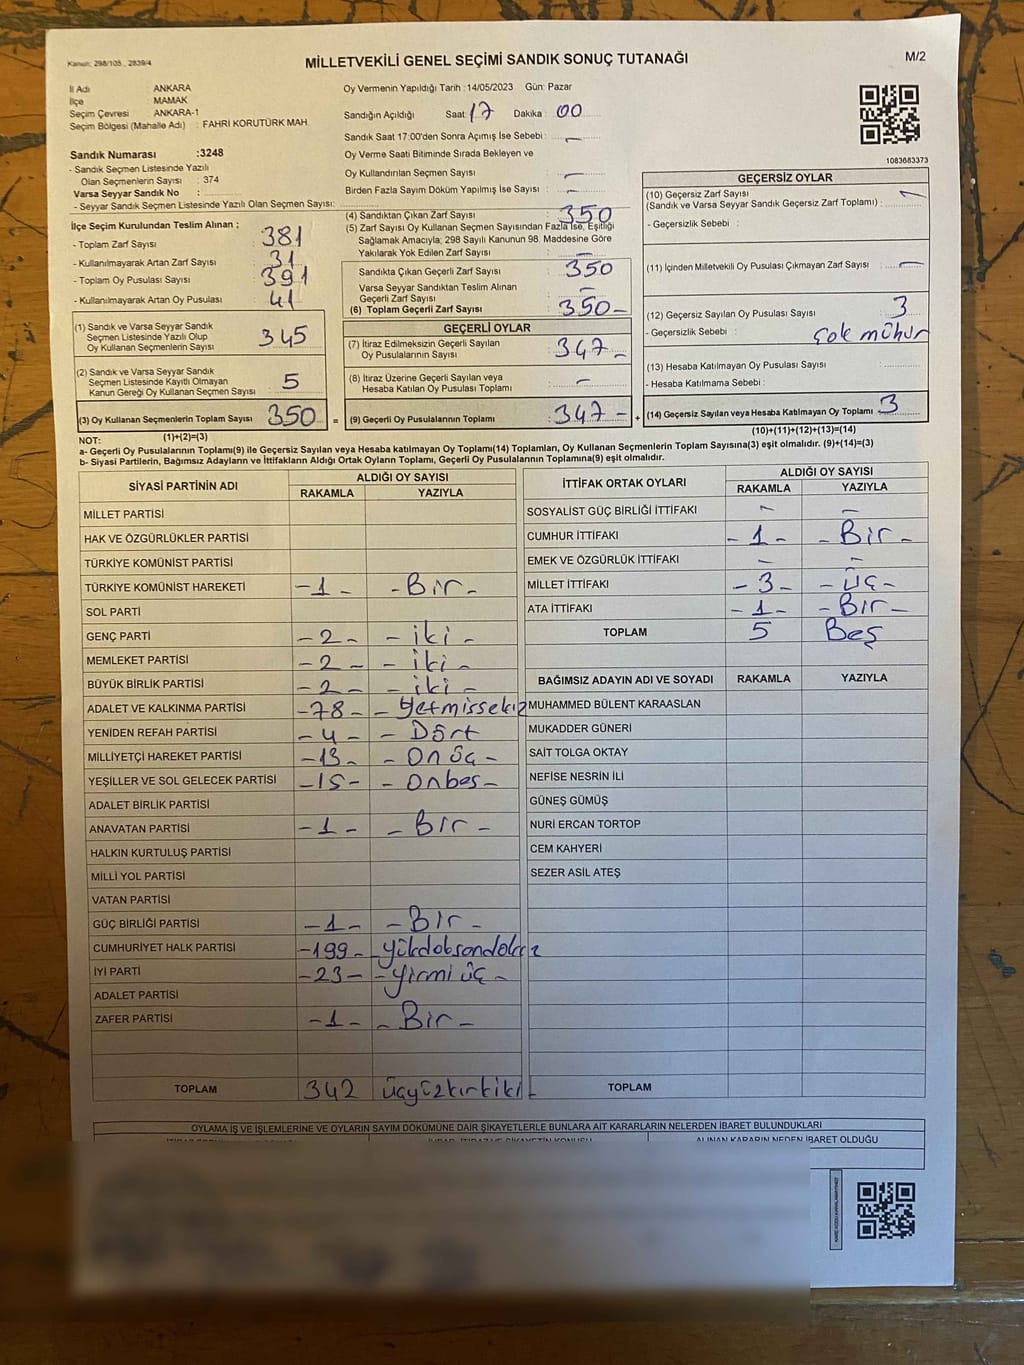 Kanun: 298/105 , 2839/4
MİLLETVEKİLİ GENEL SEÇİMİ SANDIK SONUÇ TUTANAĞI
M/2
İl Adı : ANKARA
İlçe : MAMAK
Seçim Çevresi : ANKARA-1
Seçim Bölgesi (Mahalle Adı) : FAHRİ KORUTÜRK MAH.
Sandık Numarası :3248
- Sandık Seçmen Listesinde Yazılı
Olan Seçmenlerin Sayısı : 374
Varsa Seyyar Sandık No :
- Seyyar Sandık Seçmen Listesinde Yazılı Olan Seçmen Sayısı:
Oy Vermenin Yapıldığı Tarih :14/05/2023 Gün: Pazar
Sandığın Açıldığı Saat: 17 Dakika : 00
Sandık Saat 17:00'den Sonra Açımış İse Sebebi : -
Oy Verme Saati Bitiminde Sırada Bekleyen ve
Oy Kullandırılan Seçmen Sayısı : -
Birden Fazla Sayım Döküm Yapılmış İse Sayısı : -
1083683373
İlçe Seçim Kurulundan Teslim Alınan ;
- Toplam Zarf Sayısı : 381
- Kullanılmayarak Artan Zarf Sayısı : 31
- Toplam Oy Pusulası Sayısı : 391
- Kullanılmayarak Artan Oy Pusulası : 41
(1) Sandık ve Varsa Seyyar Sandık
Seçmen Listesinde Yazılı Olup
Oy Kullanan Seçmenlerin Sayısı : 345
(2) Sandık ve Varsa Seyyar Sandık
Seçmen Listesinde Kayıtlı Olmayan
Kanun Gereği Oy Kullanan Seçmen Sayısı : 5
(3) Oy Kullanan Seçmenlerin Toplam Sayısı : 350 =
(1)+(2)=(3)
(4) Sandıktan Çıkan Zarf Sayısı : 350
(5) Zarf Sayısı Oy Kullanan Seçmen Sayısından Fazla İse, Eşitliği
Sağlamak Amacıyla; 298 Sayılı Kanunun 98. Maddesine Göre
Yakılarak Yok Edilen Zarf Sayısı : -
Sandıkta Çıkan Geçerli Zarf Sayısı : 350
Varsa Seyyar Sandıktan Teslim Alınan
Geçerli Zarf Sayısı : -
(6) Toplam Geçerli Zarf Sayısı : 350 -
GEÇERLİ OYLAR
(7) İtiraz Edilmeksizin Geçerli Sayılan
Oy Pusulalarının Sayısı : 347 -
(8) İtiraz Üzerine Geçerli Sayılan veya
Hesaba Katılan Oy Pusulası Toplamı : -
(9) Gerçerli Oy Pusulalarının Toplamı : 347 - +
GEÇERSİZ OYLAR
(10) Geçersiz Zarf Sayısı
(Sandık ve Varsa Seyyar Sandık Geçersiz Zarf Toplamı) : -
- Geçersizlik Sebebi :
(11) İçinden Milletvekili Oy Pusulası Çıkmayan Zarf Sayısı : -
(12) Geçersiz Sayılan Oy Pusulası Sayısı : 3
- Geçersizlik Sebebi : Çok mühür
(13) Hesaba Katılmayan Oy Pusulası Sayısı :
- Hesaba Katılmama Sebebi :
(14) Geçersiz Sayılan veya Hesaba Katılmayan Oy Toplamı : 3
(10)+(11)+(12)+(13)=(14)
NOT:
a- Geçerli Oy Pusulalarının Toplamı(9) ile Geçersiz Sayılan veya Hesaba katılmayan Oy Toplamı(14) Toplamları, Oy Kullanan Seçmenlerin Toplam Sayısına(3) eşit olmalıdır. (9)+(14)=(3)
b- Siyasi Partilerin, Bağımsız Adayların ve İttifakların Aldığı Ortak Oyların Toplamı, Geçerli Oy Pusulalarının Toplamına(9) eşit olmalıdır.
SİYASİ PARTİNİN ADI ALDIĞI OY SAYISI
RAKAMLA YAZIYLA
MİLLET PARTİSİ
HAK VE ÖZGÜRLÜKLER PARTİSİ
TÜRKİYE KOMÜNİST PARTİSİ
TÜRKİYE KOMÜNİST HAREKETİ -1- -Bir-
SOL PARTİ
GENÇ PARTİ -2- -iki-
MEMLEKET PARTİSİ -2- -iki-
BÜYÜK BİRLİK PARTİSİ -2- -iki-
ADALET VE KALKINMA PARTİSİ -78- -Yetmissekiz
YENİDEN REFAH PARTİSİ -4- -Dört
MİLLİYETÇİ HAREKET PARTİSİ -13- -Onüç-
YEŞİLLER VE SOL GELECEK PARTİSİ -15- -Onbes-
ADALET BİRLİK PARTİSİ
ANAVATAN PARTİSİ -1- -Bir-
HALKIN KURTULUŞ PARTİSİ
MİLLİ YOL PARTİSİ
VATAN PARTİSİ
GÜÇ BİRLİĞİ PARTİSİ -1- -Bir-
CUMHURİYET HALK PARTİSİ -199-
İYİ PARTİ -23- -Yirmi üç-
ADALET PARTİSİ
ZAFER PARTİSİ -1- -Bir-
TOPLAM 342 üçyüzkırkiki-
İTTİFAK ORTAK OYLARI ALDIĞI OY SAYISI
RAKAMLA YAZIYLA
SOSYALİST GÜÇ BİRLİĞİ İTTİFAKI - -
CUMHUR İTTİFAKI -1- -Bir-
EMEK VE ÖZGÜRLÜK İTTİFAKI - -
MİLLET İTTİFAKI -3- -üç-
ATA İTTİFAKI -1- -Bir-
TOPLAM 5 Beş
BAĞIMSIZ ADAYIN ADI VE SOYADI RAKAMLA YAZIYLA
MUHAMMED BÜLENT KARAASLAN
MUKADDER GÜNERİ
SAİT TOLGA OKTAY
NEFİSE NESRİN İLİ
GÜNEŞ GÜMÜŞ
NURİ ERCAN TORTOP
CEM KAHYERİ
SEZER ASİL ATEŞ
TOPLAM
OYLAMA İŞ VE İŞLEMLERİNE VE OYLARIN SAYIM DÖKÜMÜNE DAİR ŞİKAYETLERLE BUNLARA AİT KARARLARIN NELERDEN İBARET BULUNDUKLARI
ALINAN KARARIN NEDEN İBARET OLDUĞU